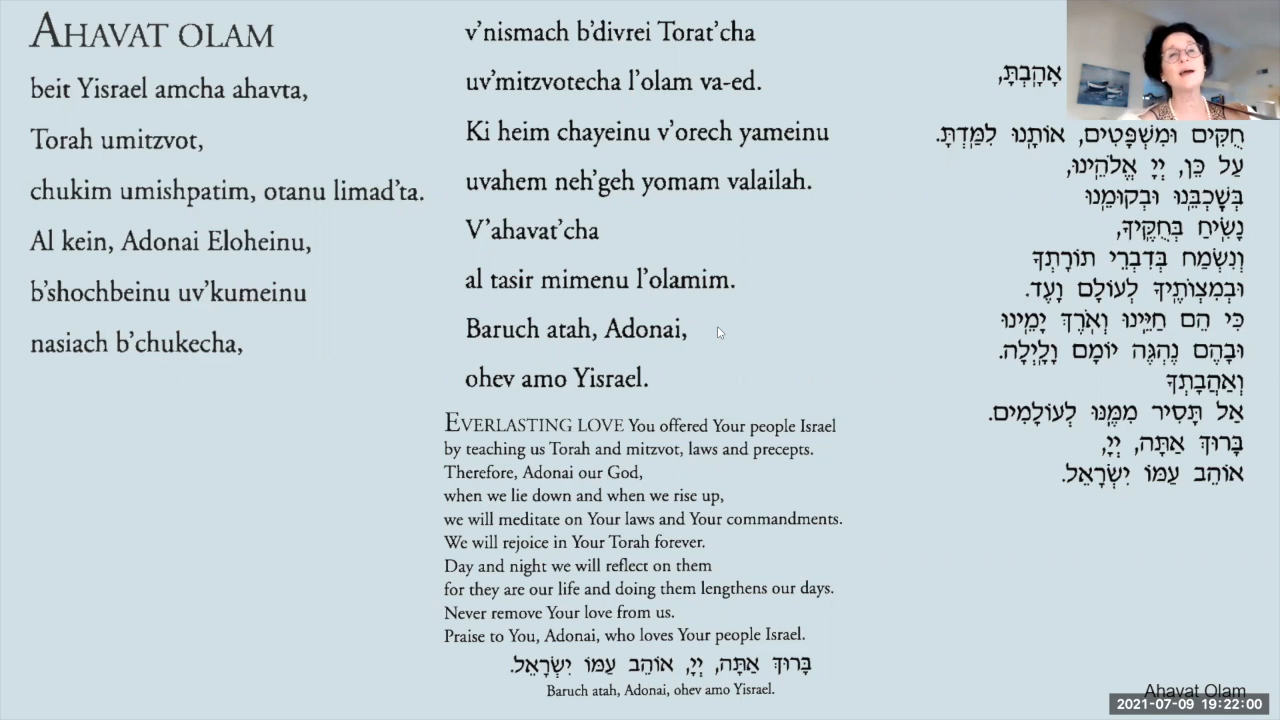 AHAVAT OLAM
beit Yisrael amcha ahavta,
Torah umitzvot,
chukim umishpatim, otanu limad’ta.
Al kein, Adonai Eloheinu,
b’shochbeinu uv’kumeinu
nasiach b’chukecha,
v’nismach b’divrei Torat’cha
uv’mitzvotecha l’olam va-ed.
Ki heim chayeinu v’orech yameinu
uvahem neh’geh yomam valailah.
V’ahavat’cha
al tasir mimenu l’olamim.
Baruch atah, Adonai,
ohev amo Yisrael.
EVERLASTING LOVE You offered Your people Israel
by teaching us Torah and mitzvot, laws and precepts.
Therefore, Adonai our God,
when we lie down and when we rise up,
we will meditate on Your laws and Your commandments.
We will rejoice in Your Torah forever.
Day and night we will reflect on them
for they are our life and doing them lengthens our days.
Never remove Your love from us.
Praise to You, Adonai, who loves Your people Israel.
בָּרוּךְ אַתָּה, יְיָ, אוֹהֵב עַמּוֹ יִשְׂרָאֵל.
Baruch atah, Adonai, ohev amo Yisrael.
אָהָֽבְתָּ,
חֻקִּים וּמִשְׁפָּטִים, אוֹתָֽנוּ לִמַּֽדְתָּ.
עַל כֵּן, יְיָ אֱלֹהֵֽינוּ,
בְּשָׁכְבֵּֽנוּ וּבְקוּמֵֽנוּ
נָשִֽׂיחַ בְּחֻקֶּֽיךָ,
וְנִשְׂמַח בְּדִבְרֵי תוֹרָתֶֽךָ
וּבְמִצְוֹתֶֽיךָ לְעוֹלָם וָעֶד.
כִּי הֵם חַיֵּֽינוּ וְאֹֽרֶךְ יָמֵֽינוּ
וּבָהֶם נֶהְגֶּה יוֹמָם וָלָֽיְלָה.
וְאַהֲבָתְךָ
אַל תָּסִיר מִמֶּֽנּוּ לְעוֹלָמִים.
בָּרוּךְ אַתָּה, יְיָ,
אוֹהֵב עַמּוֹ יִשְׂרָאֵל.
Ahavat Olam
2021-07-09 19:22:00